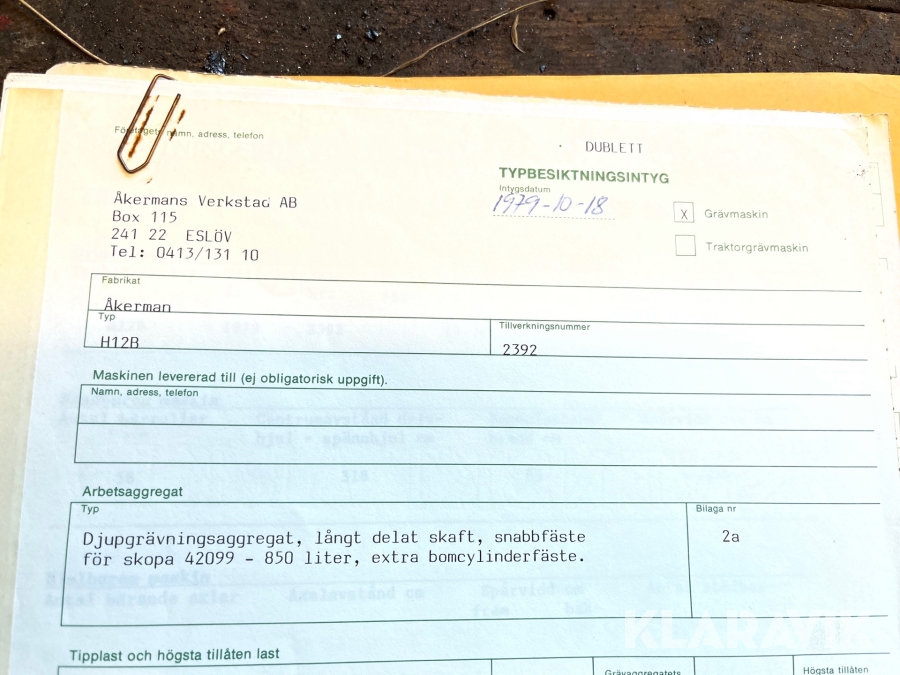 Företagets namn, adress, telefon
DUBLETT
TYPBESIKTNINGSINTYG
Intygsdatum
1979-10-18
Åkermans Verkstad AB
Box 115
241 22 ESLÖV
Tel: 0413/131 10
x Grävmaskin
Traktorgrävmaskin
Fabrikat
Åkerman
Typ
H12B
Tillverkningsnummer
2392
Maskinen levererad till (ej obligatorisk uppgift).
Namn, adress, telefon
Arbetsaggregat
Typ
Djupgrävningsaggregat, långt delat skaft, snabbfäste
för skopa 42099 - 850 liter, extra bomcylinderfäste.
Bilaga nr
2a
Tipplast och högsta tillåten last
Grävaggregatets
Högsta tillåten
KLARAVIK